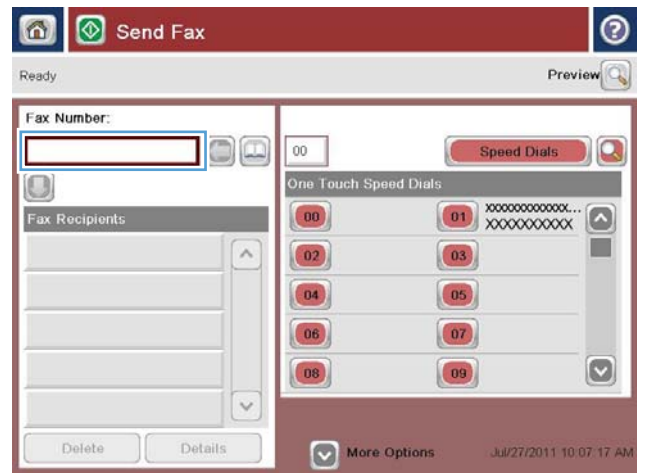 Send Fax
Ready
Preview
Fax Number:
00
Speed Dials
One Touch Speed Dials
Fax Recipients
00
01 XXXXXXXXXXXXX...
XXXXXXXXXX
02
03
04
05
06
07
08
09
Delete
Details
More Options
Jul/27/2011 10:07:17 AM